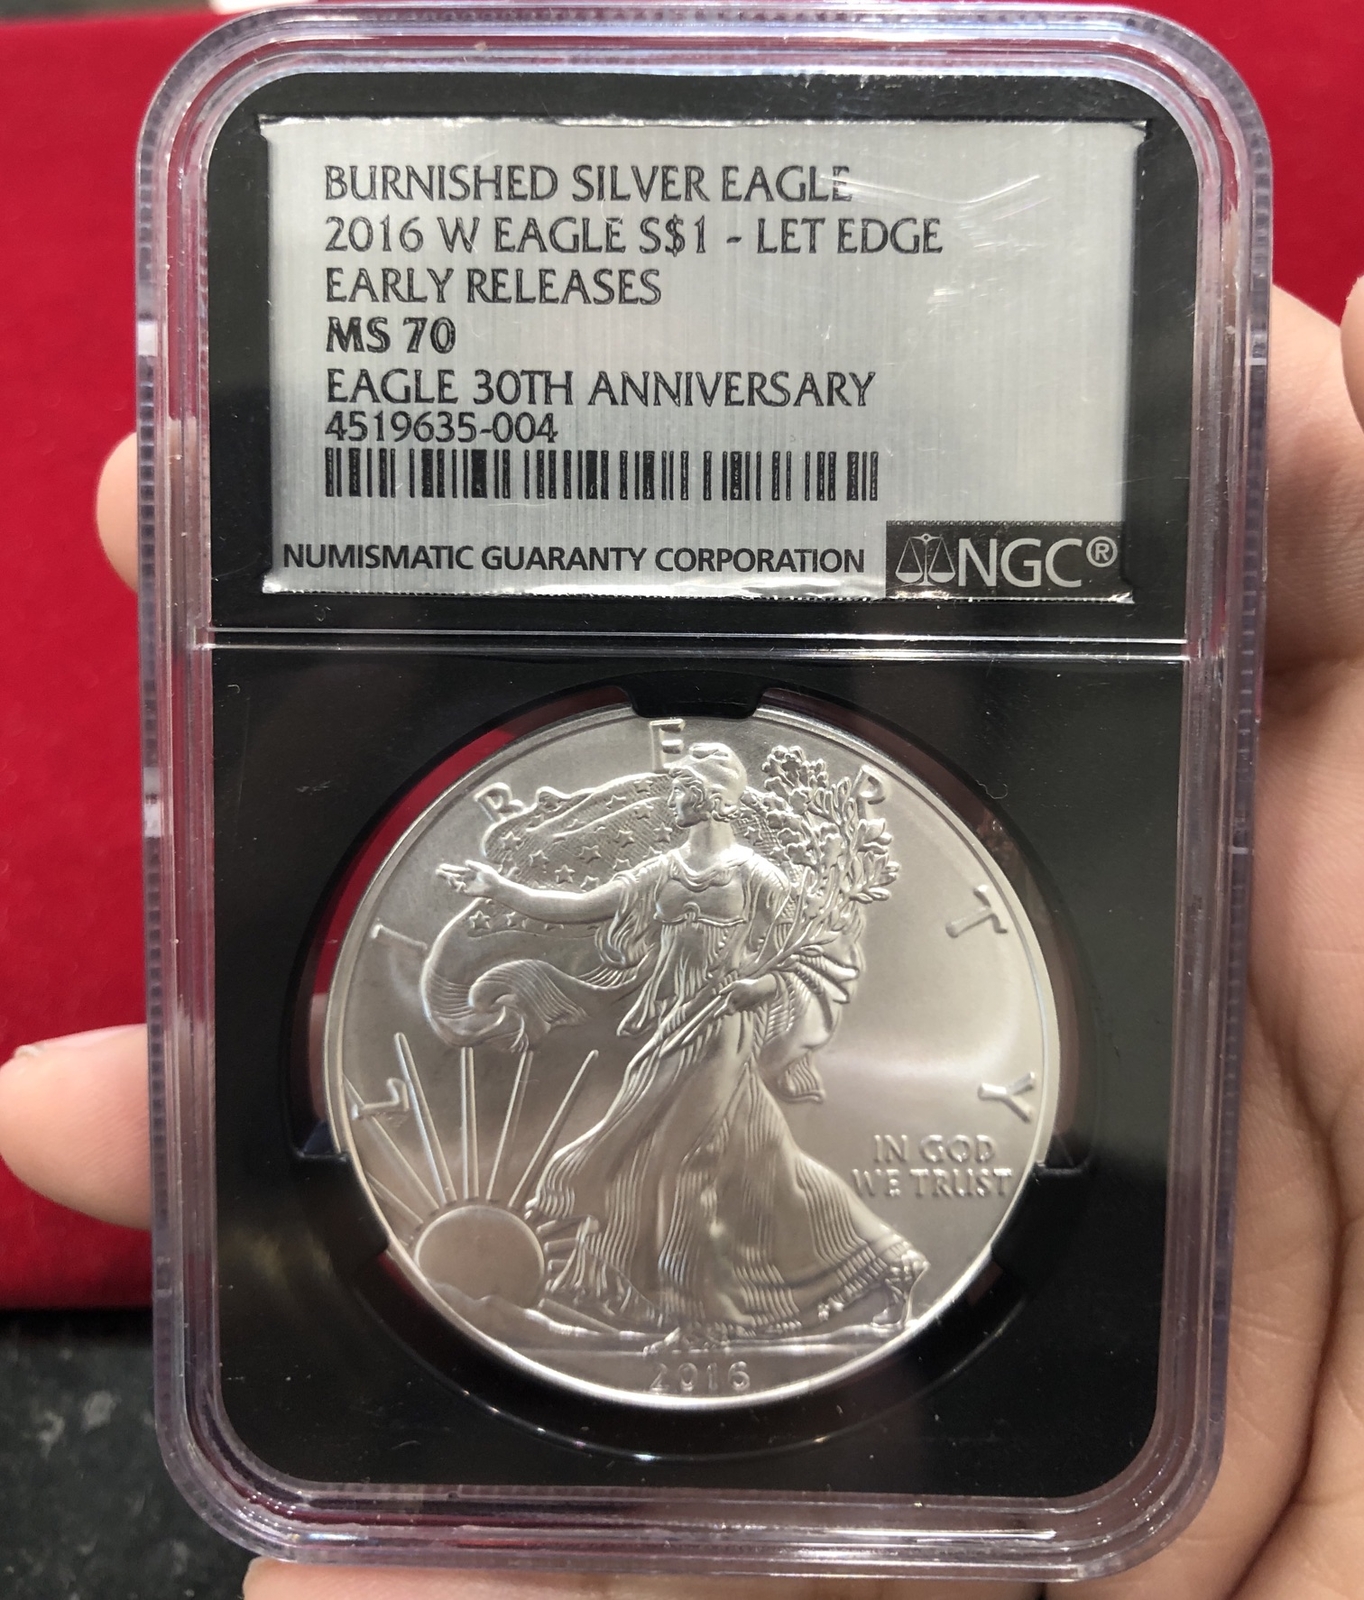 BURNISHED SILVER EAGLE
2016 W EAGLE S$1 - LET EDGE
EARLY RELEASES
MS 70
EAGLE 30TH ANNIVERSARY
4519635-004
NUMISMATIC GUARANTY CORPORATION
NGC®
LIBERTY
IN GOD
WE TRUST
2016